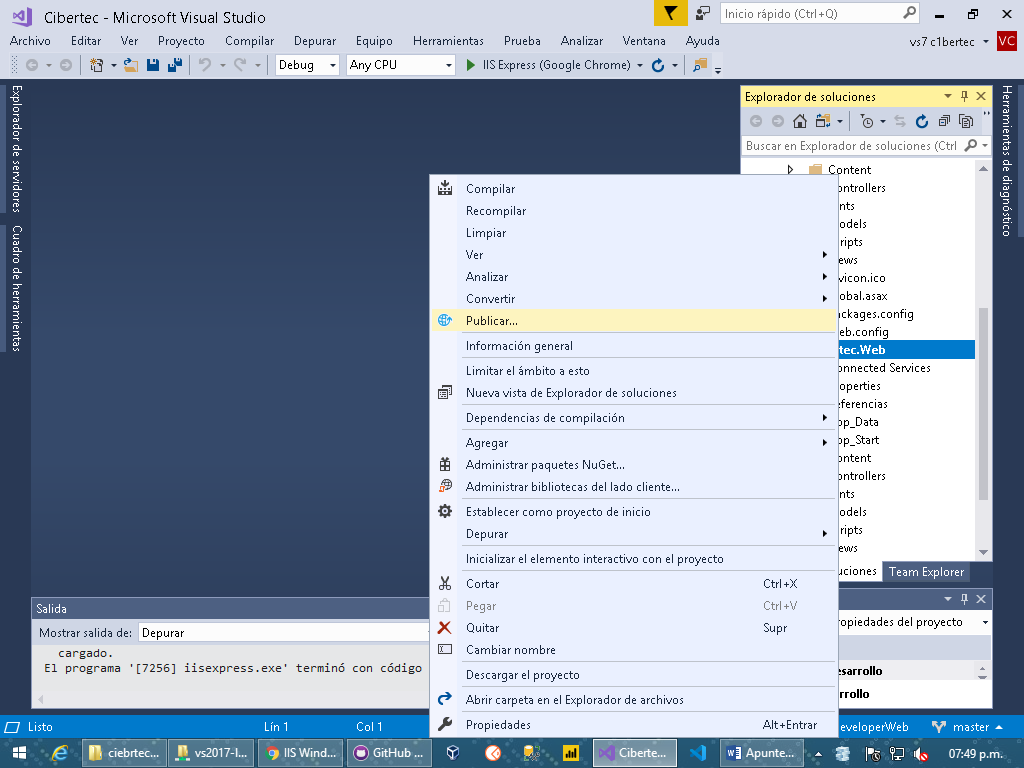 Cibertec - Microsoft Visual Studio
Inicio rápido (Ctrl+Q)
Archivo Editar Ver Proyecto Compilar Depurar Equipo Herramientas Prueba Analizar Ventana Ayuda
vs7 c1bertec VC
Debug Any CPU IIS Express (Google Chrome)
Explorador de servidores
Cuadro de herramientas
Herramientas de diagnóstico
Explorador de soluciones
Buscar en Explorador de soluciones (Ctrl
Content
ontrollers
nts
odels
ripts
ews
vicon.ico
obal.asax
ckages.config
eb.config
tec.Web
onnected Services
operties
eferencias
pp_Data
pp_Start
ontent
ontrollers
nts
odels
ripts
ews
uciones Team Explorer
Compilar
Recompilar
Limpiar
Ver
Analizar
Convertir
Publicar...
Información general
Limitar el ámbito a esto
Nueva vista de Explorador de soluciones
Dependencias de compilación
Agregar
Administrar paquetes NuGet...
Administrar bibliotecas del lado cliente...
Establecer como proyecto de inicio
Depurar
Inicializar el elemento interactivo con el proyecto
Cortar Ctrl+X
Pegar Ctrl+V
Quitar Supr
Cambiar nombre
Descargar el proyecto
Abrir carpeta en el Explorador de archivos
Propiedades Alt+Entrar
ropiedades del proyecto
esarrollo
rrollo
Salida
Mostrar salida de: Depurar
cargado.
El programa '[7256] iisexpress.exe' terminó con código
Listo Lín 1 Col 1 eveloperWeb master
ciebrtec... vs2017-I... IIS Wind... GitHub ... Ciberte... Apunte... 07:49 p.m.